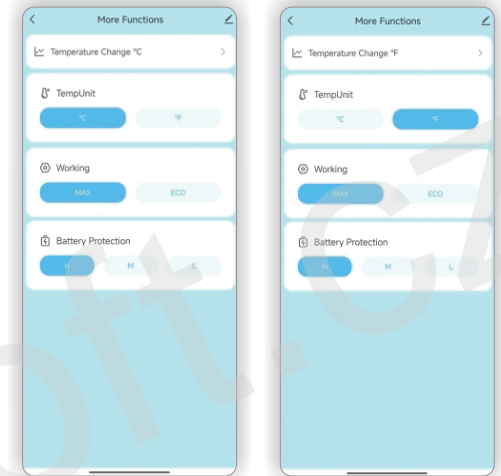 More Functions
Temperature Change °C
TempUnit
°C °F
Working
MAX ECO
Battery Protection
H M L
More Functions
Temperature Change °F
TempUnit
°C °F
Working
MAX ECO
Battery Protection
H M L